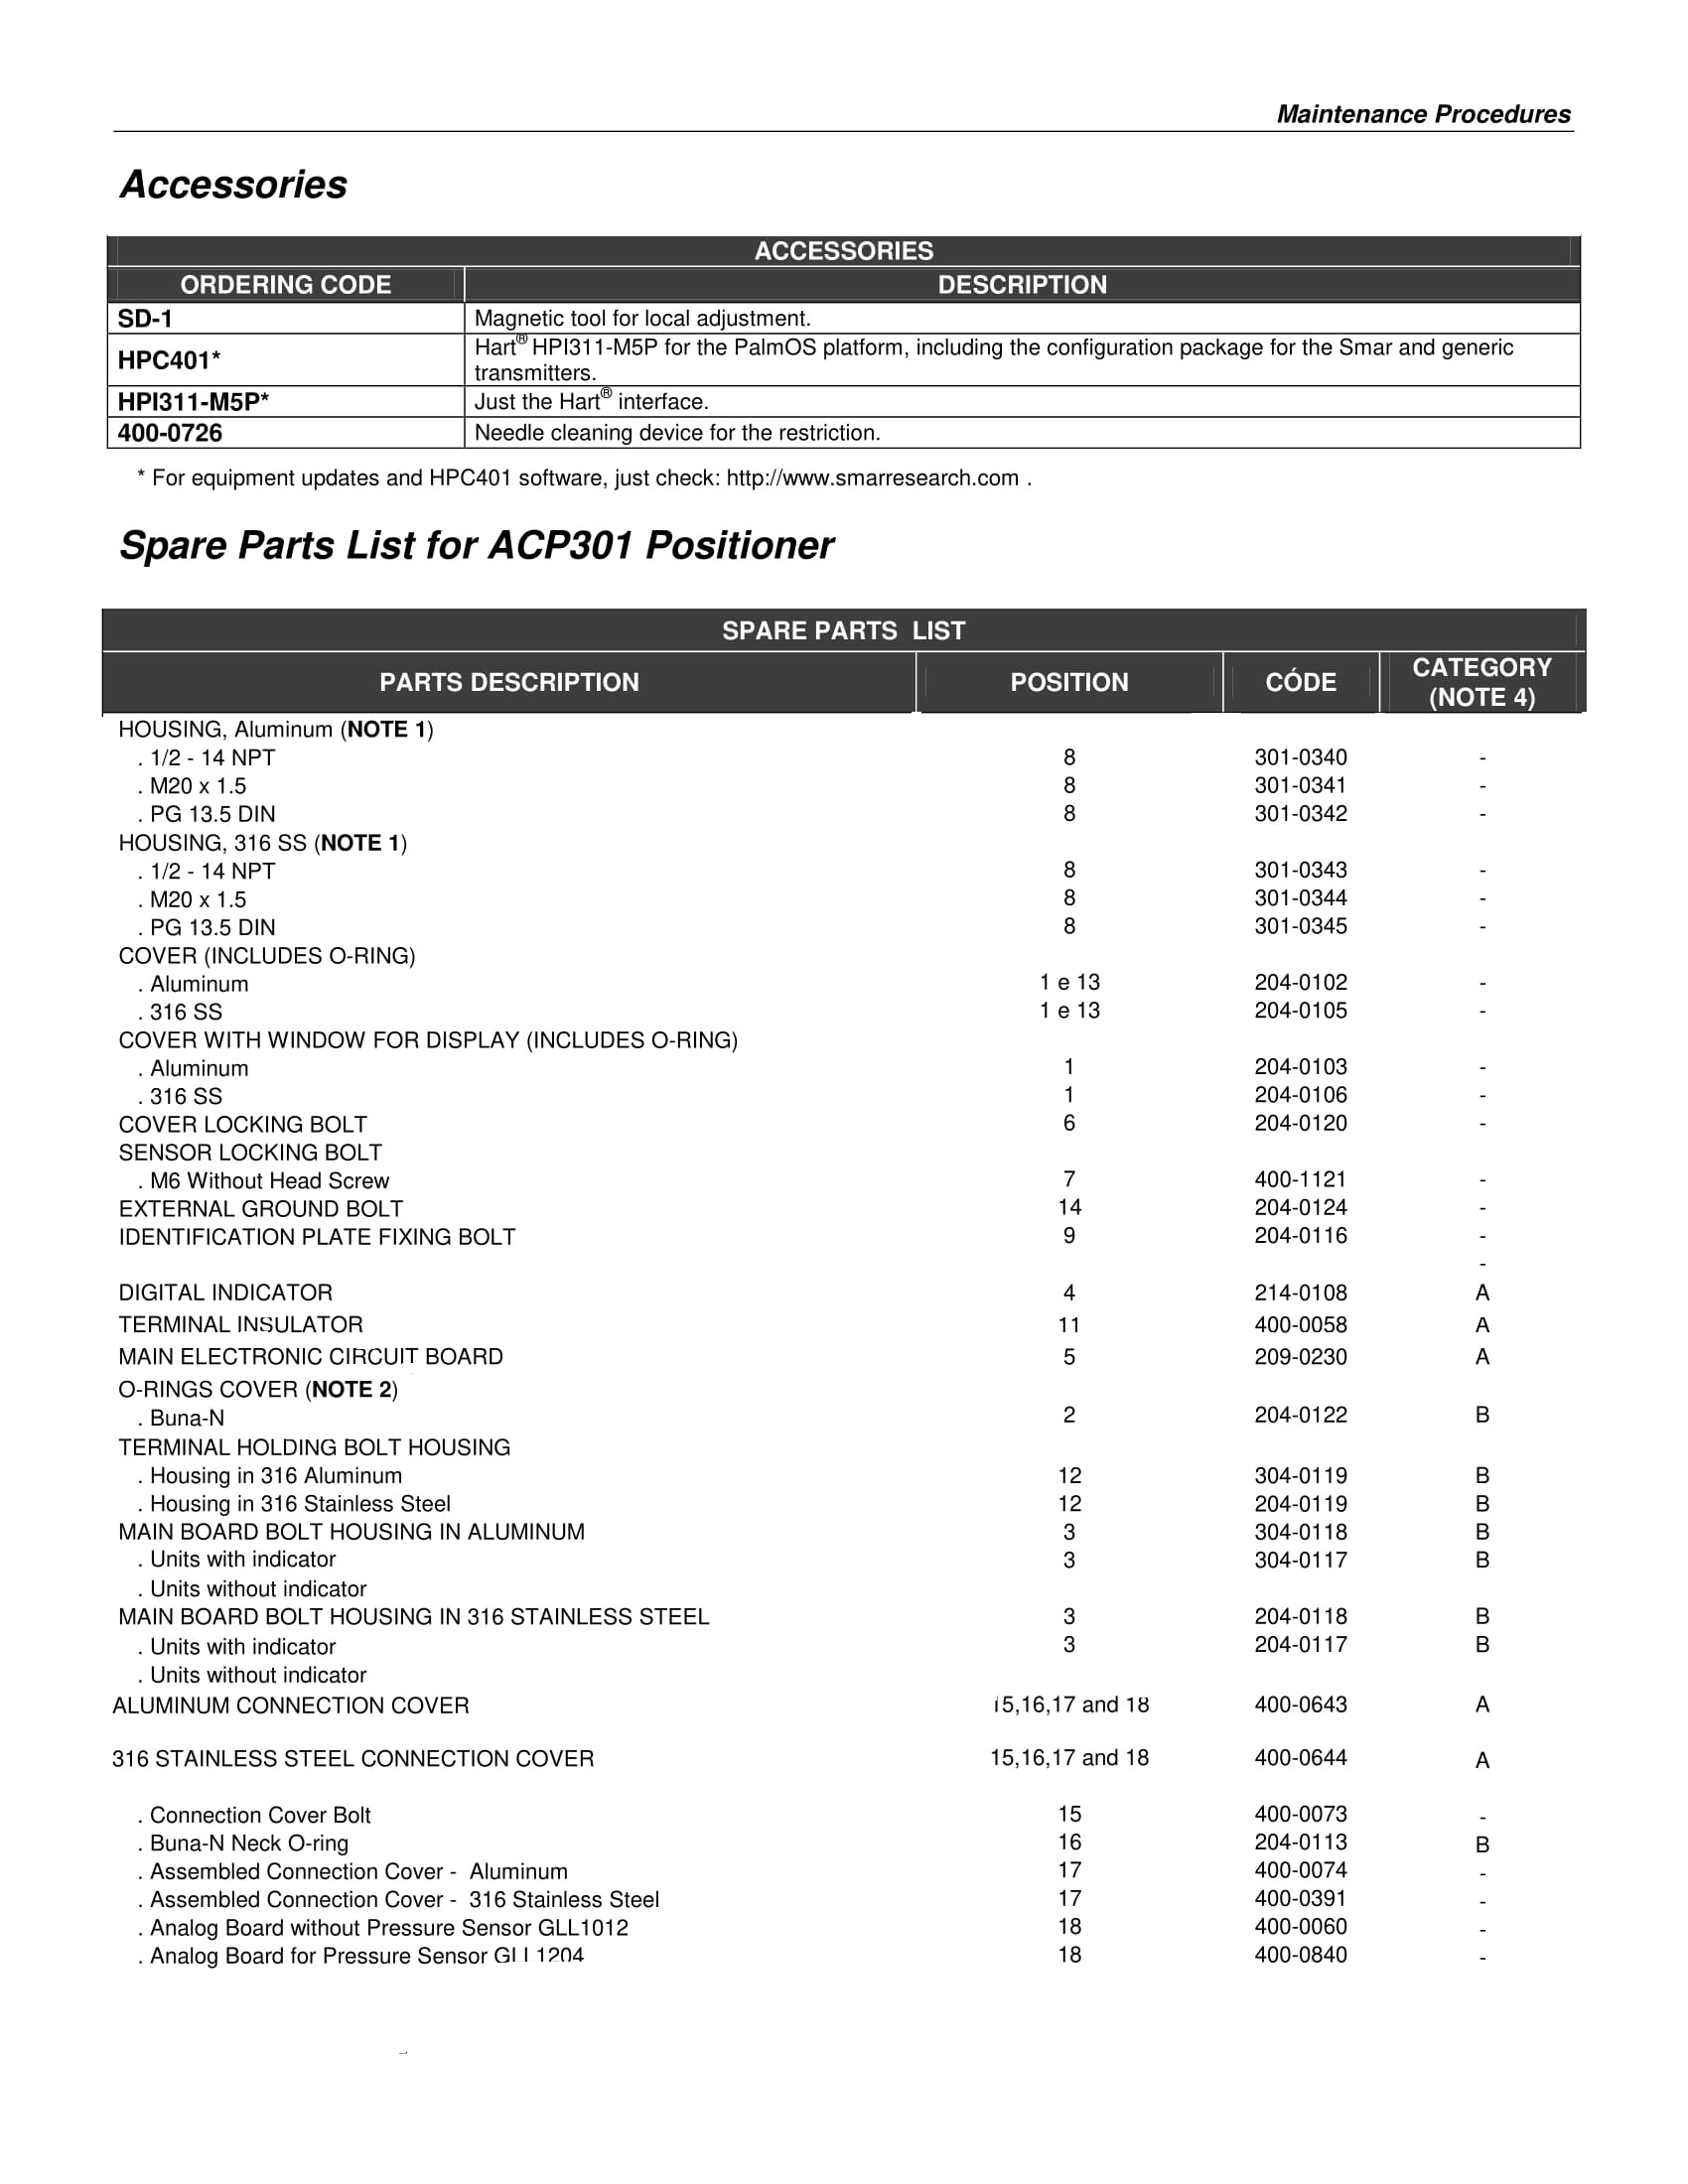 Maintenance Procedures
Accessories
ACCESSORIES
ORDERING CODE DESCRIPTION
SD-1 Magnetic tool for local adjustment.
HPC401* Hart® HPI311-M5P for the PalmOS platform, including the configuration package for the Smar and generic
transmitters.
HPI311-M5P* Just the Hart® interface.
400-0726 Needle cleaning device for the restriction.
* For equipment updates and HPC401 software, just check: http://www.smarresearch.com .
Spare Parts List for ACP301 Positioner
SPARE PARTS LIST
PARTS DESCRIPTION POSITION CÓDE CATEGORY
(NOTE 4)
HOUSING, Aluminum (NOTE 1)
. 1/2 - 14 NPT 8 301-0340 -
. M20 x 1.5 8 301-0341 -
. PG 13.5 DIN 8 301-0342 -
HOUSING, 316 SS (NOTE 1)
. 1/2 - 14 NPT 8 301-0343 -
. M20 x 1.5 8 301-0344 -
. PG 13.5 DIN 8 301-0345 -
COVER (INCLUDES O-RING)
. Aluminum 1 e 13 204-0102 -
. 316 SS 1 e 13 204-0105 -
COVER WITH WINDOW FOR DISPLAY (INCLUDES O-RING)
. Aluminum 1 204-0103 -
. 316 SS 1 204-0106 -
COVER LOCKING BOLT 6 204-0120 -
SENSOR LOCKING BOLT
. M6 Without Head Screw 7 400-1121 -
EXTERNAL GROUND BOLT 14 204-0124 -
IDENTIFICATION PLATE FIXING BOLT 9 204-0116 -
-
DIGITAL INDICATOR 4 214-0108 A
TERMINAL INSULATOR 11 400-0058 A
MAIN ELECTRONIC CIRCUIT BOARD 5 209-0230 A
O-RINGS COVER (NOTE 2)
. Buna-N 2 204-0122 B
TERMINAL HOLDING BOLT HOUSING
. Housing in 316 Aluminum 12 304-0119 B
. Housing in 316 Stainless Steel 12 204-0119 B
MAIN BOARD BOLT HOUSING IN ALUMINUM 3 304-0118 B
. Units with indicator 3 304-0117 B
. Units without indicator
MAIN BOARD BOLT HOUSING IN 316 STAINLESS STEEL 3 204-0118 B
. Units with indicator 3 204-0117 B
. Units without indicator
ALUMINUM CONNECTION COVER 15,16,17 and 18 400-0643 A
316 STAINLESS STEEL CONNECTION COVER 15,16,17 and 18 400-0644 A
. Connection Cover Bolt 15 400-0073 -
. Buna-N Neck O-ring 16 204-0113 B
. Assembled Connection Cover - Aluminum 17 400-0074 -
. Assembled Connection Cover - 316 Stainless Steel 17 400-0391 -
. Analog Board without Pressure Sensor GLL1012 18 400-0060 -
. Analog Board for Pressure Sensor GLL1204 18 400-0840 -